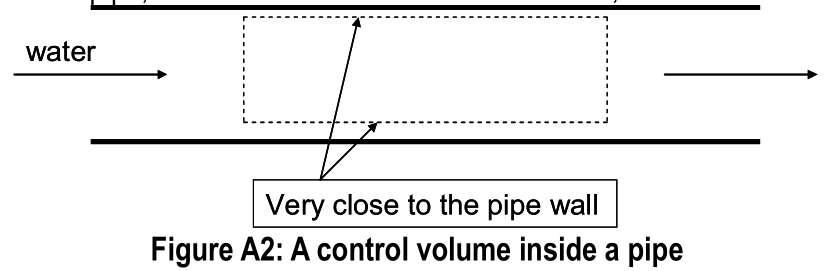 water
Very close to the pipe wall
Figure A2: A control volume inside a pipe